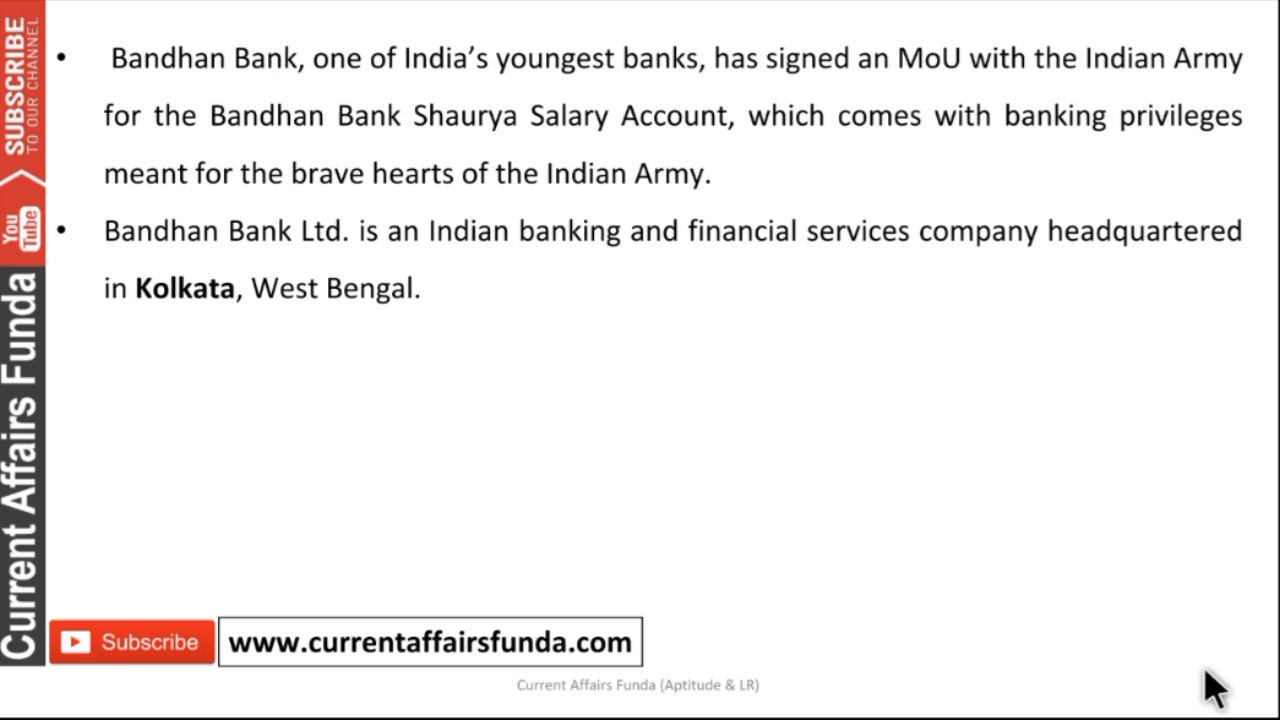 SUBSCRIBE
TO OUR CHANNEL
You
Tube
Current Affairs Funda
• Bandhan Bank, one of India’s youngest banks, has signed an MoU with the Indian Army
for the Bandhan Bank Shaurya Salary Account, which comes with banking privileges
meant for the brave hearts of the Indian Army.
• Bandhan Bank Ltd. is an Indian banking and financial services company headquartered
in Kolkata, West Bengal.
Subscribe
www.currentaffairsfunda.com
Current Affairs Funda (Aptitude & LR)